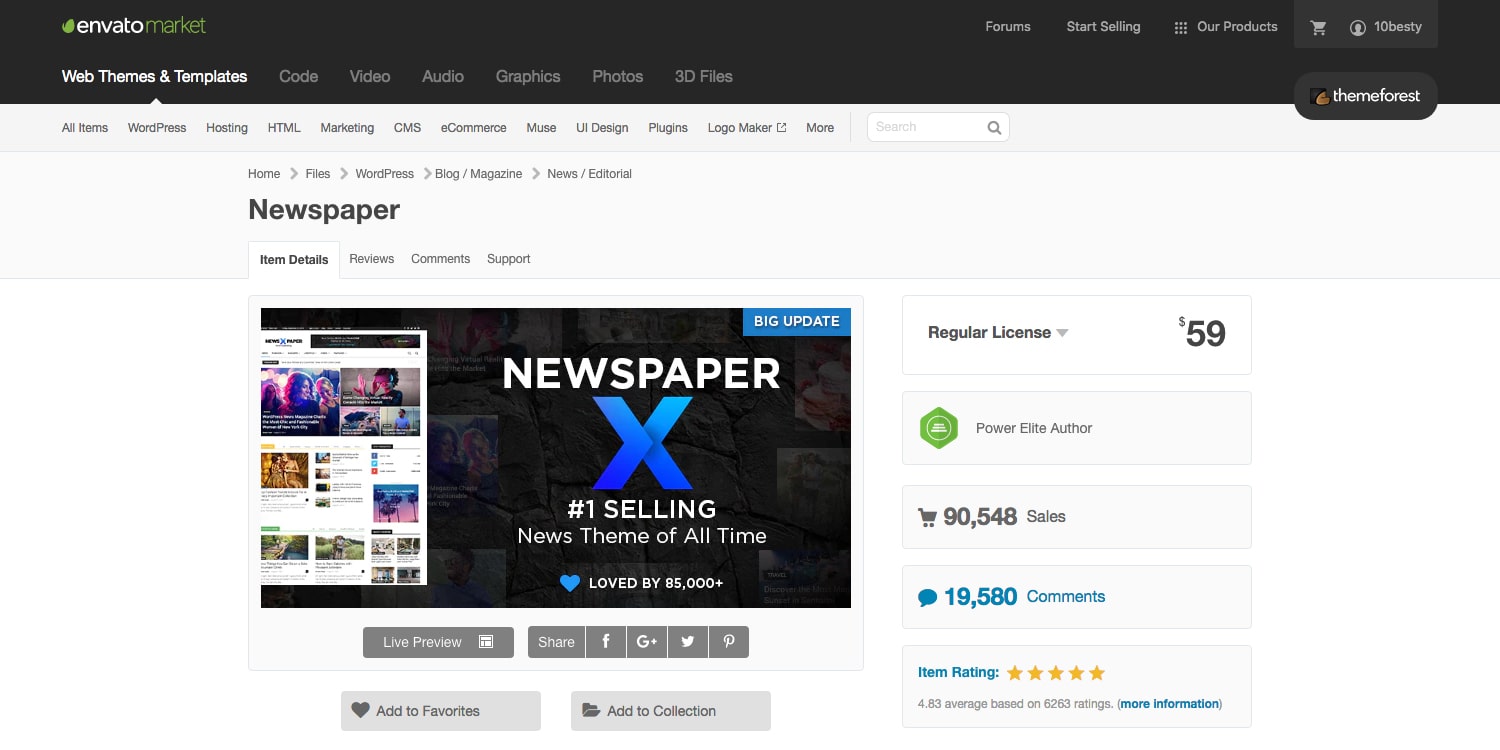 envatomarket
Forums Start Selling Our Products 10besty
Web Themes & Templates Code Video Audio Graphics Photos 3D Files
themeforest
All Items WordPress Hosting HTML Marketing CMS eCommerce Muse UI Design Plugins Logo Maker More Search
Home Files WordPress Blog / Magazine News / Editorial
Newspaper
Item Details Reviews Comments Support
BIG UPDATE
NEWS X PAPER
NEWSPAPER
X
#1 SELLING
News Theme of All Time
LOVED BY 85,000+
TRAVEL
Live Preview Share f G+
Add to Favorites Add to Collection
Regular License $59
Power Elite Author
90,548 Sales
19,580 Comments
Item Rating:
4.83 average based on 6263 ratings. (more information)